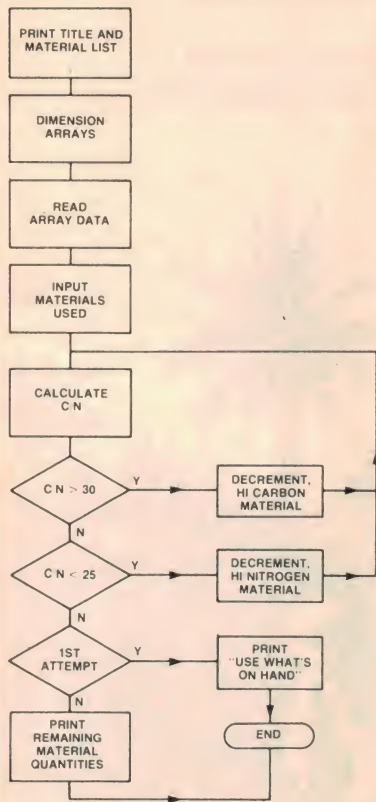 PRINT TITLE AND
MATERIAL LIST
DIMENSION
ARRAYS
READ
ARRAY DATA
INPUT
MATERIALS
USED
CALCULATE
C:N
C:N > 30
Y
DECREMENT,
HI CARBON
MATERIAL
N
C:N < 25
Y
DECREMENT,
HI NITROGEN
MATERIAL
N
1ST
ATTEMPT
Y
PRINT
"USE WHAT'S
ON HAND"
N
END
PRINT
REMAINING
MATERIAL
QUANTITIES